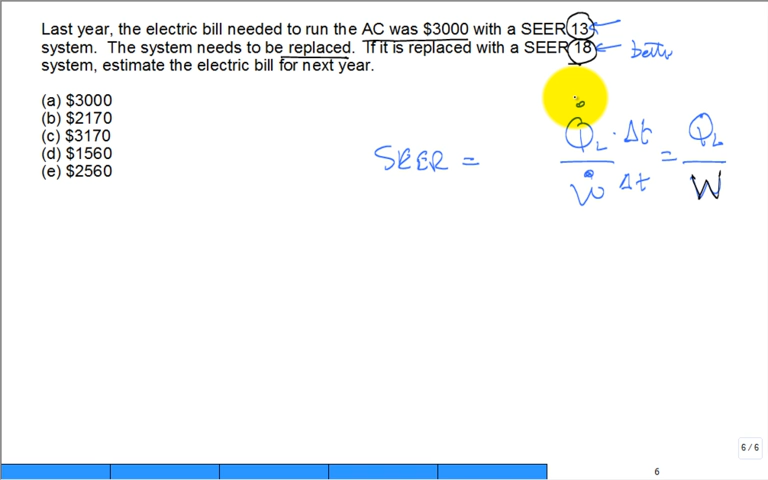 Last year, the electric bill needed to run the AC was $3000 with a SEER 13
system. The system needs to be replaced. If it is replaced with a SEER 18
system, estimate the electric bill for next year.
better
(a) $3000
(b) $2170
(c) $3170
(d) $1560
(e) $2560
SEER = Q̇L · Δt / Ẇ Δt = QL / W
6 / 6
6